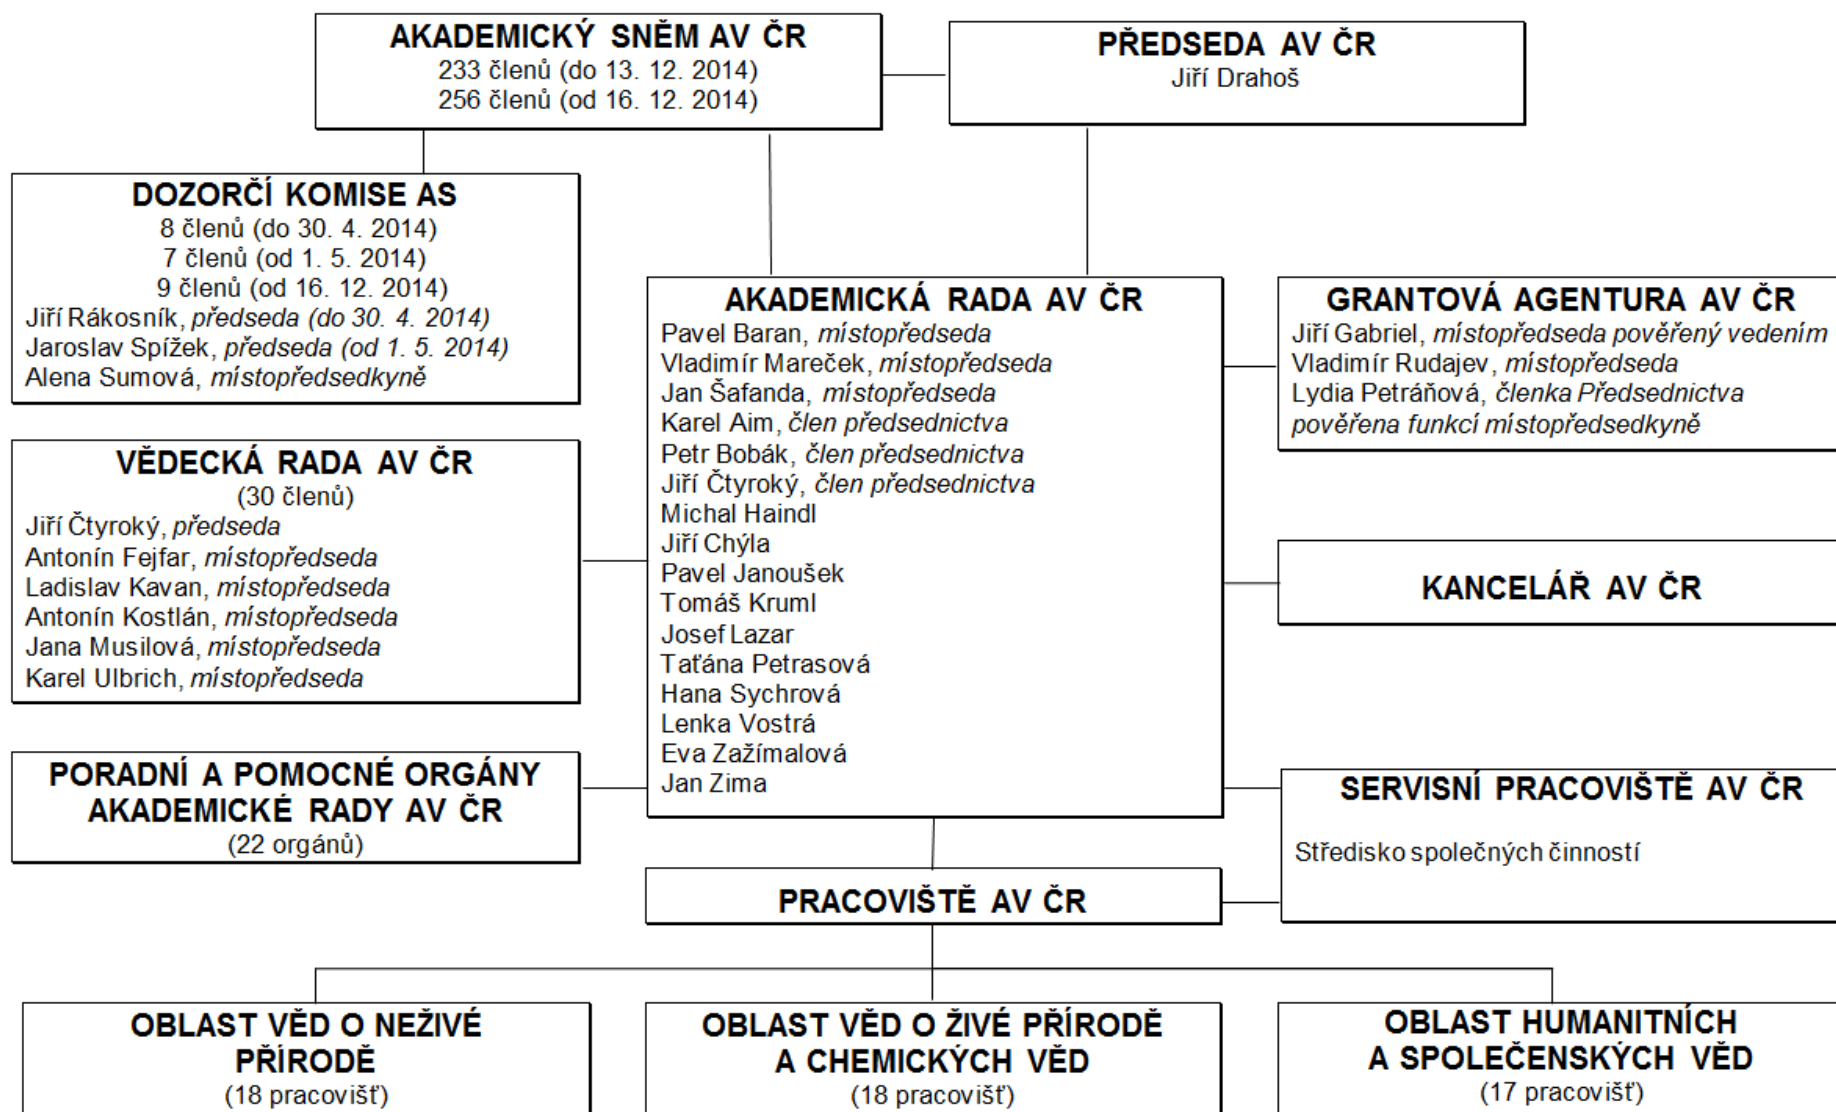 AKADEMICKÝ SNĚM AV ČR
233 členů (do 13. 12. 2014)
256 členů (od 16. 12. 2014)
PŘEDSEDA AV ČR
Jiří Drahoš
DOZORČÍ KOMISE AS
8 členů (do 30. 4. 2014)
7 členů (od 1. 5. 2014)
9 členů (od 16. 12. 2014)
Jiří Rákosník, předseda (do 30. 4. 2014)
Jaroslav Spížek, předseda (od 1. 5. 2014)
Alena Sumová, místopředsedkyně
AKADEMICKÁ RADA AV ČR
Pavel Baran, místopředseda
Vladimír Mareček, místopředseda
Jan Šafanda, místopředseda
Karel Aim, člen předsednictva
Petr Bobák, člen předsednictva
Jiří Čtyroký, člen předsednictva
Michal Haindl
Jiří Chýla
Pavel Janoušek
Tomáš Kruml
Josef Lazar
Taťána Petrasová
Hana Sychrová
Lenka Vostrá
Eva Zažímalová
Jan Zima
GRANTOVÁ AGENTURA AV ČR
Jiří Gabriel, místopředseda pověřený vedením
Vladimír Rudajev, místopředseda
Lydia Petráňová, členka Předsednictva
pověřena funkcí místopředsedkyně
VĚDECKÁ RADA AV ČR
(30 členů)
Jiří Čtyroký, předseda
Antonín Fejfar, místopředseda
Ladislav Kavan, místopředseda
Antonín Kostlán, místopředseda
Jana Musilová, místopředseda
Karel Ulbrich, místopředseda
KANCELÁŘ AV ČR
PORADNÍ A POMOCNÉ ORGÁNY
AKADEMICKÉ RADY AV ČR
(22 orgánů)
SERVISNÍ PRACOVIŠTĚ AV ČR
Středisko společných činností
PRACOVIŠTĚ AV ČR
OBLAST VĚD O NEŽIVÉ
PŘÍRODĚ
(18 pracovišť)
OBLAST VĚD O ŽIVÉ PŘÍRODĚ
A CHEMICKÝCH VĚD
(18 pracovišť)
OBLAST HUMANITNÍCH
A SPOLEČENSKÝCH VĚD
(17 pracovišť)